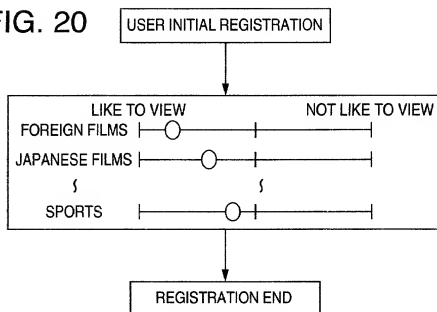 FIG. 20
USER INITIAL REGISTRATION
LIKE TO VIEW NOT LIKE TO VIEW
FOREIGN FILMS
JAPANESE FILMS
SPORTS
REGISTRATION END